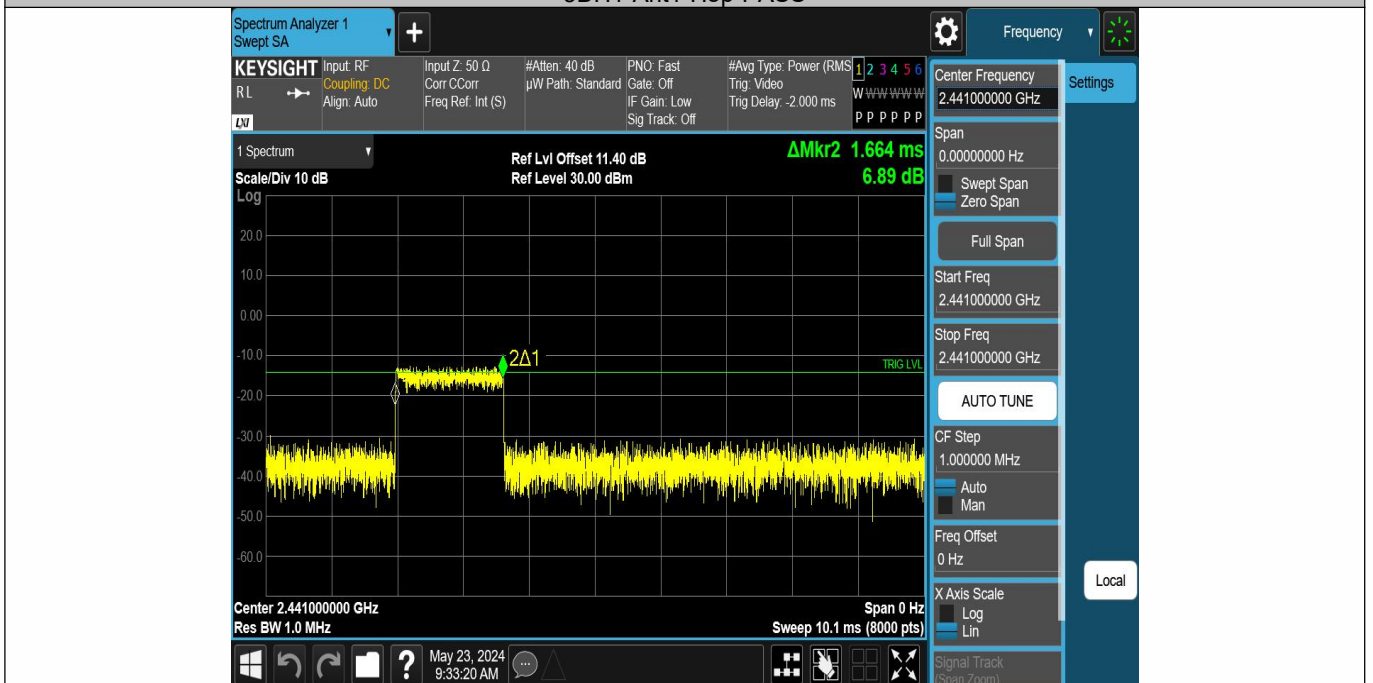 Spectrum Analyzer 1
Swept SA
Frequency
KEYSIGHT
RL
LXI
Input: RF
Coupling: DC
Align: Auto
Input Z: 50 Ω
Corr CCorr
Freq Ref: Int (S)
#Atten: 40 dB
µW Path: Standard
PNO: Fast
Gate: Off
IF Gain: Low
Sig Track: Off
#Avg Type: Power (RMS
Trig: Video
Trig Delay: -2.000 ms
1 2 3 4 5 6
W W W W W W
P P P P P P
1 Spectrum
Scale/Div 10 dB
Ref Lvl Offset 11.40 dB
Ref Level 30.00 dBm
ΔMkr2 1.664 ms
6.89 dB
Log
20.0
10.0
0.00
-10.0
-20.0
-30.0
-40.0
-50.0
-60.0
2Δ1
TRIG LVL
Center 2.441000000 GHz
Res BW 1.0 MHz
Span 0 Hz
Sweep 10.1 ms (8000 pts)
May 23, 2024
9:33:20 AM
Center Frequency
2.441000000 GHz
Span
0.00000000 Hz
Swept Span
Zero Span
Full Span
Start Freq
2.441000000 GHz
Stop Freq
2.441000000 GHz
AUTO TUNE
CF Step
1.000000 MHz
Auto
Man
Freq Offset
0 Hz
X Axis Scale
Log
Lin
Signal Track
(Span Zoom)
Settings
Local